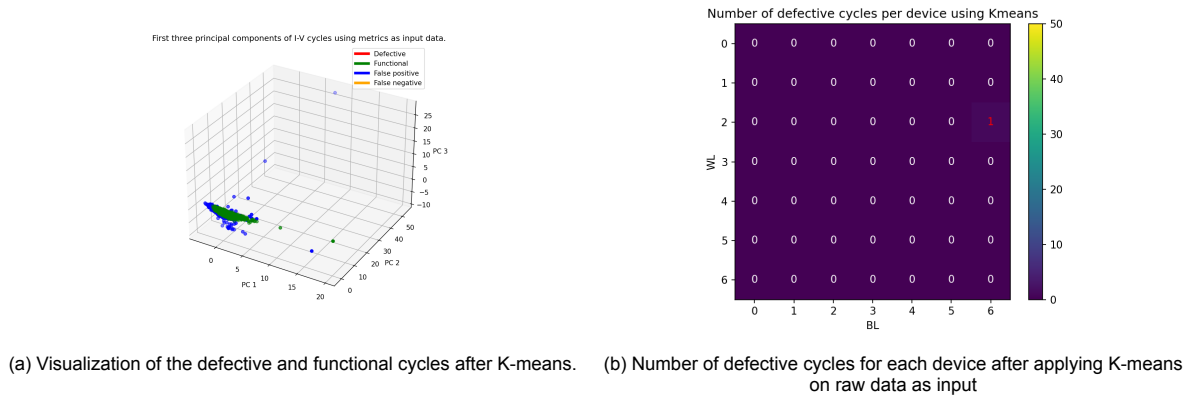 First three principal components of I-V cycles using metrics as input data.
Defective
Functional
False positive
False negative
25
20
15
10
5
0
−5
−10
PC 3
50
40
30
20
10
0
PC 2
0
5
10
15
20
PC 1
(a) Visualization of the defective and functional cycles after K-means.
Number of defective cycles per device using Kmeans
0 0 0 0 0 0 0 0
1 0 0 0 0 0 0 0
2 0 0 0 0 0 0 1
3 0 0 0 0 0 0 0
4 0 0 0 0 0 0 0
5 0 0 0 0 0 0 0
6 0 0 0 0 0 0 0
WL
0 1 2 3 4 5 6
BL
50
40
30
20
10
0
(b) Number of defective cycles for each device after applying K-means
on raw data as input